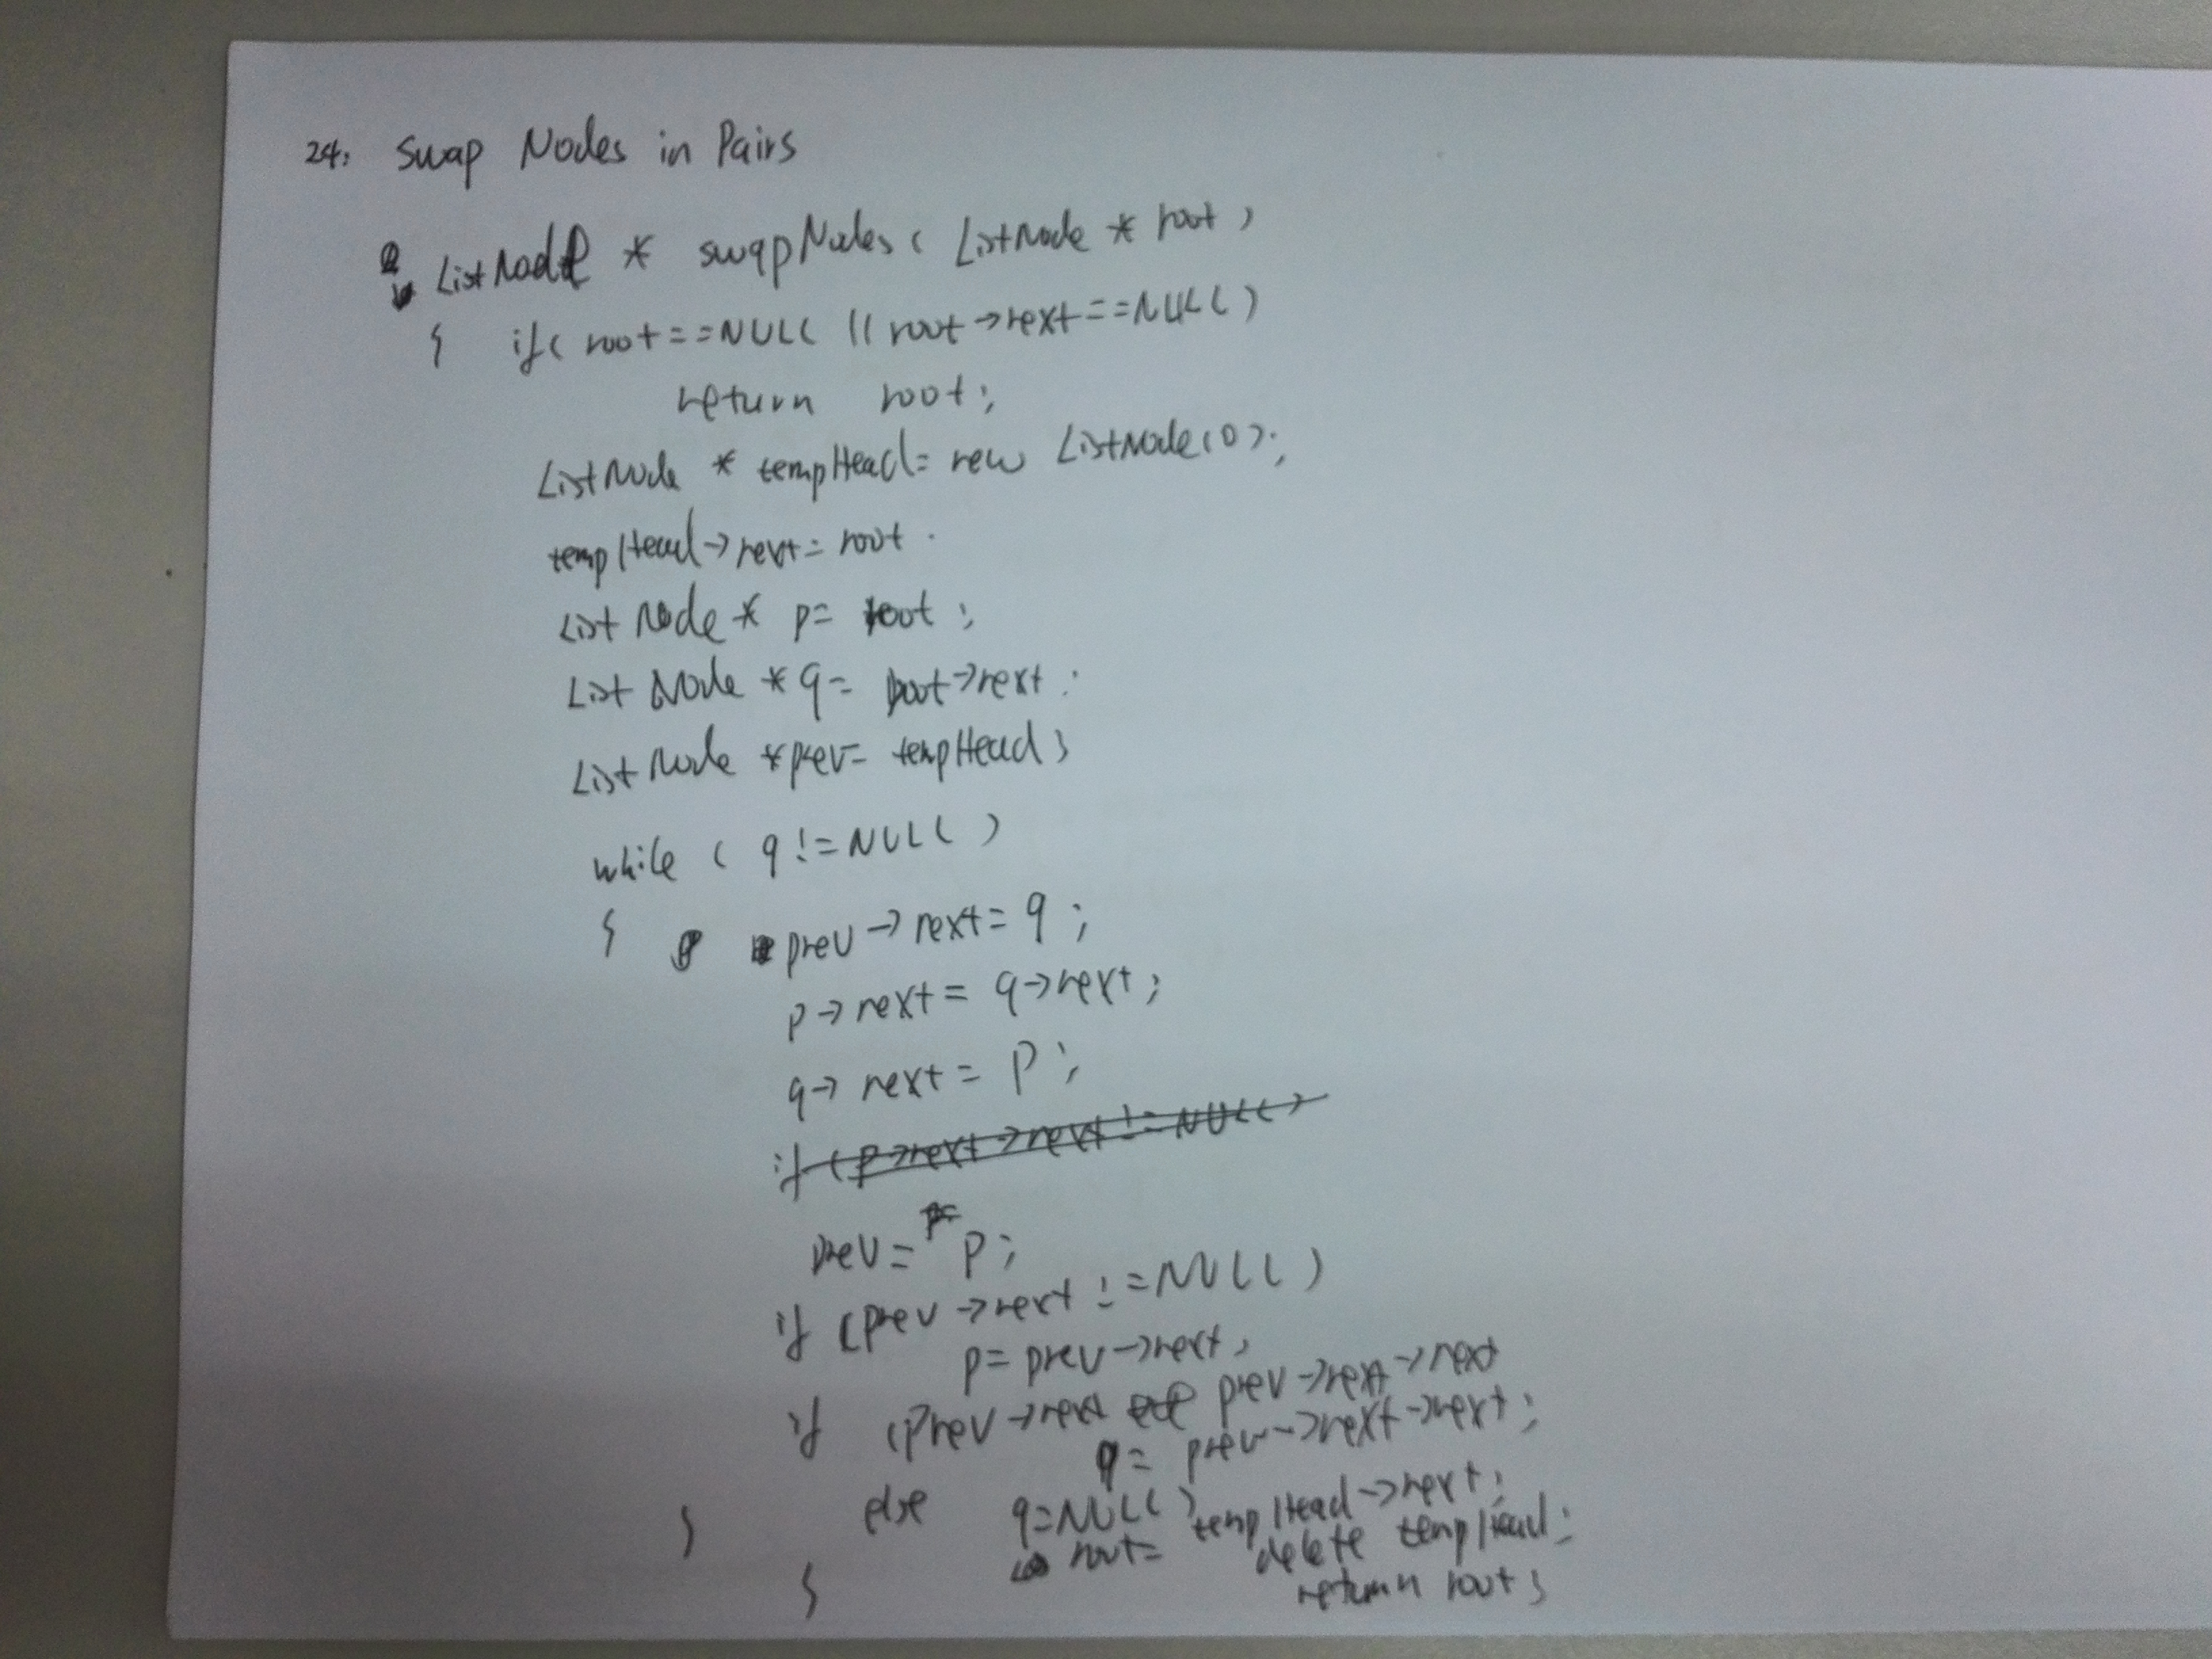 24: Swap Nodes in Pairs
ListNode * swapNodes ( ListNode * root )
{ if ( root == NULL || root → next == NULL )
return root;
ListNode * tempHead = new ListNode(0);
tempHead → next = root.
ListNode * p = root ;
ListNode * q = root → next ;
ListNode * prev = tempHead ;
while ( q != NULL )
{ prev → next = q ;
p → next = q → next ;
q → next = p ;
if ( p → next → next != NULL )
prev = p ;
if ( prev → next != NULL )
p = prev → next ;
if ( prev → next prev → next → next
q = prev → next → next ;
else q = NULL ;
}
root = tempHead → next ;
delete tempHead ;
return root ;
}